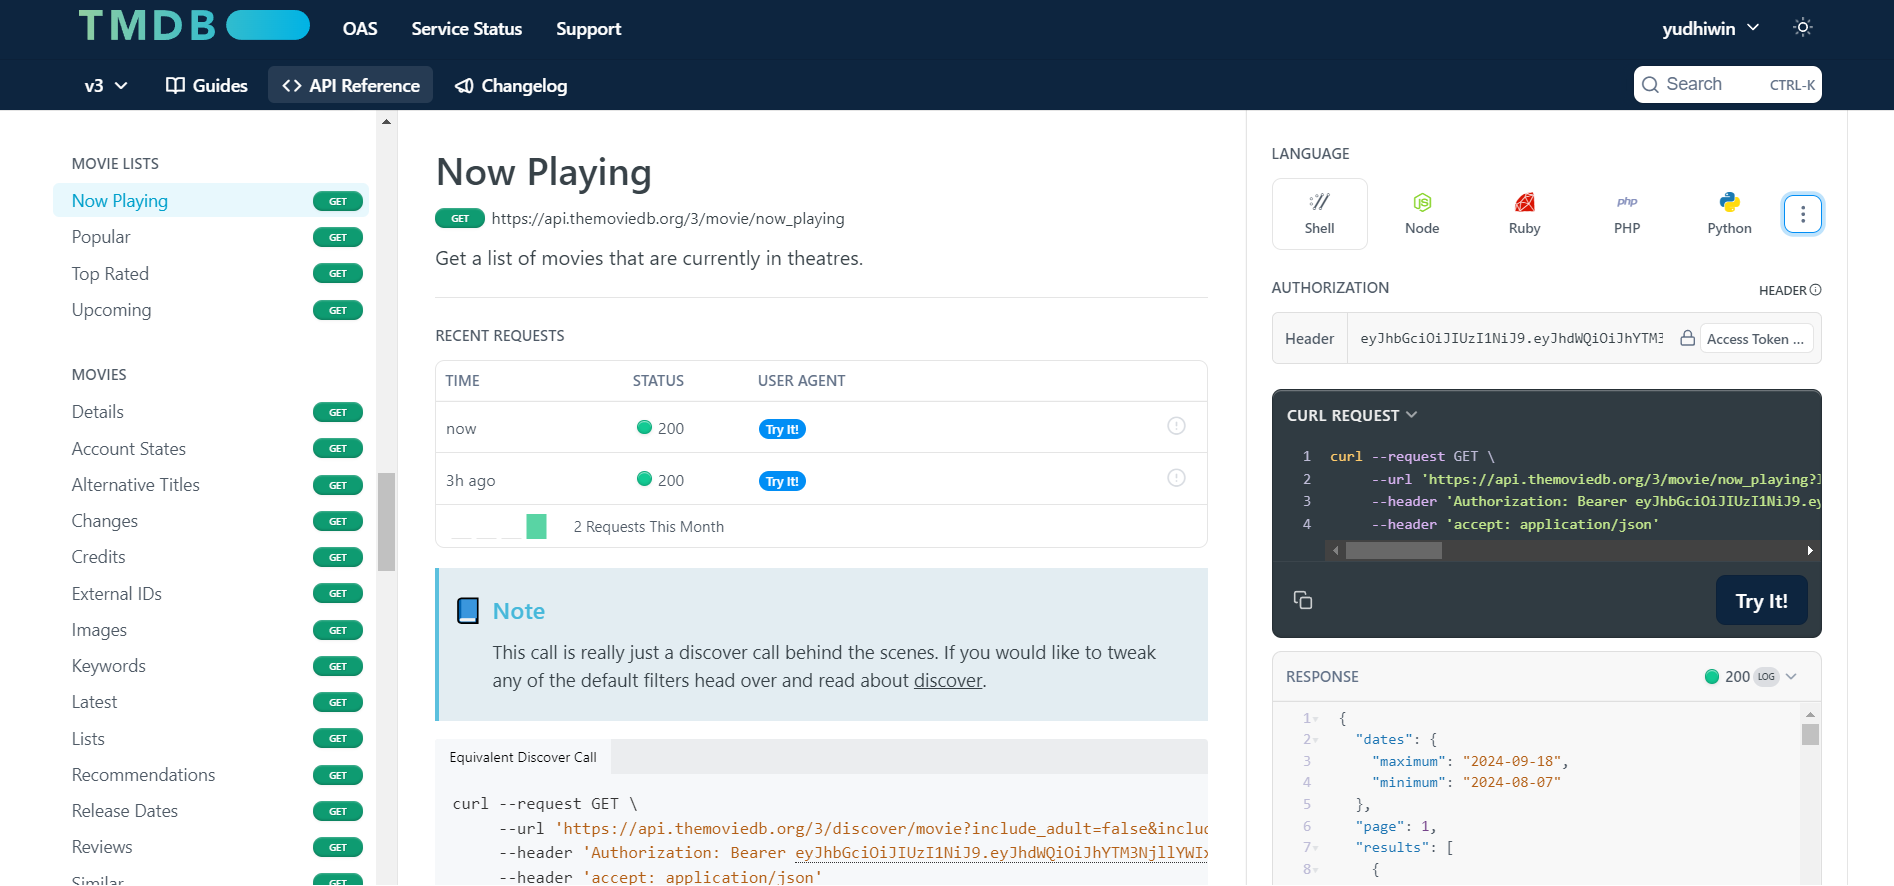 TMDB
OAS
Service Status
Support
yudhiwin
v3
Guides
API Reference
Changelog
Search
CTRL-K
MOVIE LISTS
Now Playing GET
Popular GET
Top Rated GET
Upcoming GET
MOVIES
Details GET
Account States GET
Alternative Titles GET
Changes GET
Credits GET
External IDs GET
Images GET
Keywords GET
Latest GET
Lists GET
Recommendations GET
Release Dates GET
Reviews GET
Similar GET
Now Playing
GET https://api.themoviedb.org/3/movie/now_playing
Get a list of movies that are currently in theatres.
RECENT REQUESTS
TIME STATUS USER AGENT
now 200 Try It!
3h ago 200 Try It!
2 Requests This Month
Note
This call is really just a discover call behind the scenes. If you would like to tweak
any of the default filters head over and read about discover.
Equivalent Discover Call
curl --request GET \
--url 'https://api.themoviedb.org/3/discover/movie?include_adult=false&includ
--header 'Authorization: Bearer eyJhbGciOiJIUzI1NiJ9.eyJhdWQiOiJhYTM3NjllYWIx
--header 'accept: application/json'
LANGUAGE
Shell
Node
Ruby
php
PHP
Python
AUTHORIZATION
HEADER
Header eyJhbGciOiJIUzI1NiJ9.eyJhdWQiOiJhYTM3 Access Token ...
CURL REQUEST
1 curl --request GET \
2 --url 'https://api.themoviedb.org/3/movie/now_playing?l
3 --header 'Authorization: Bearer eyJhbGciOiJIUzI1NiJ9.ey
4 --header 'accept: application/json'
Try It!
RESPONSE
200 LOG
1 {
2 "dates": {
3 "maximum": "2024-09-18",
4 "minimum": "2024-08-07"
5 },
6 "page": 1,
7 "results": [
8 {